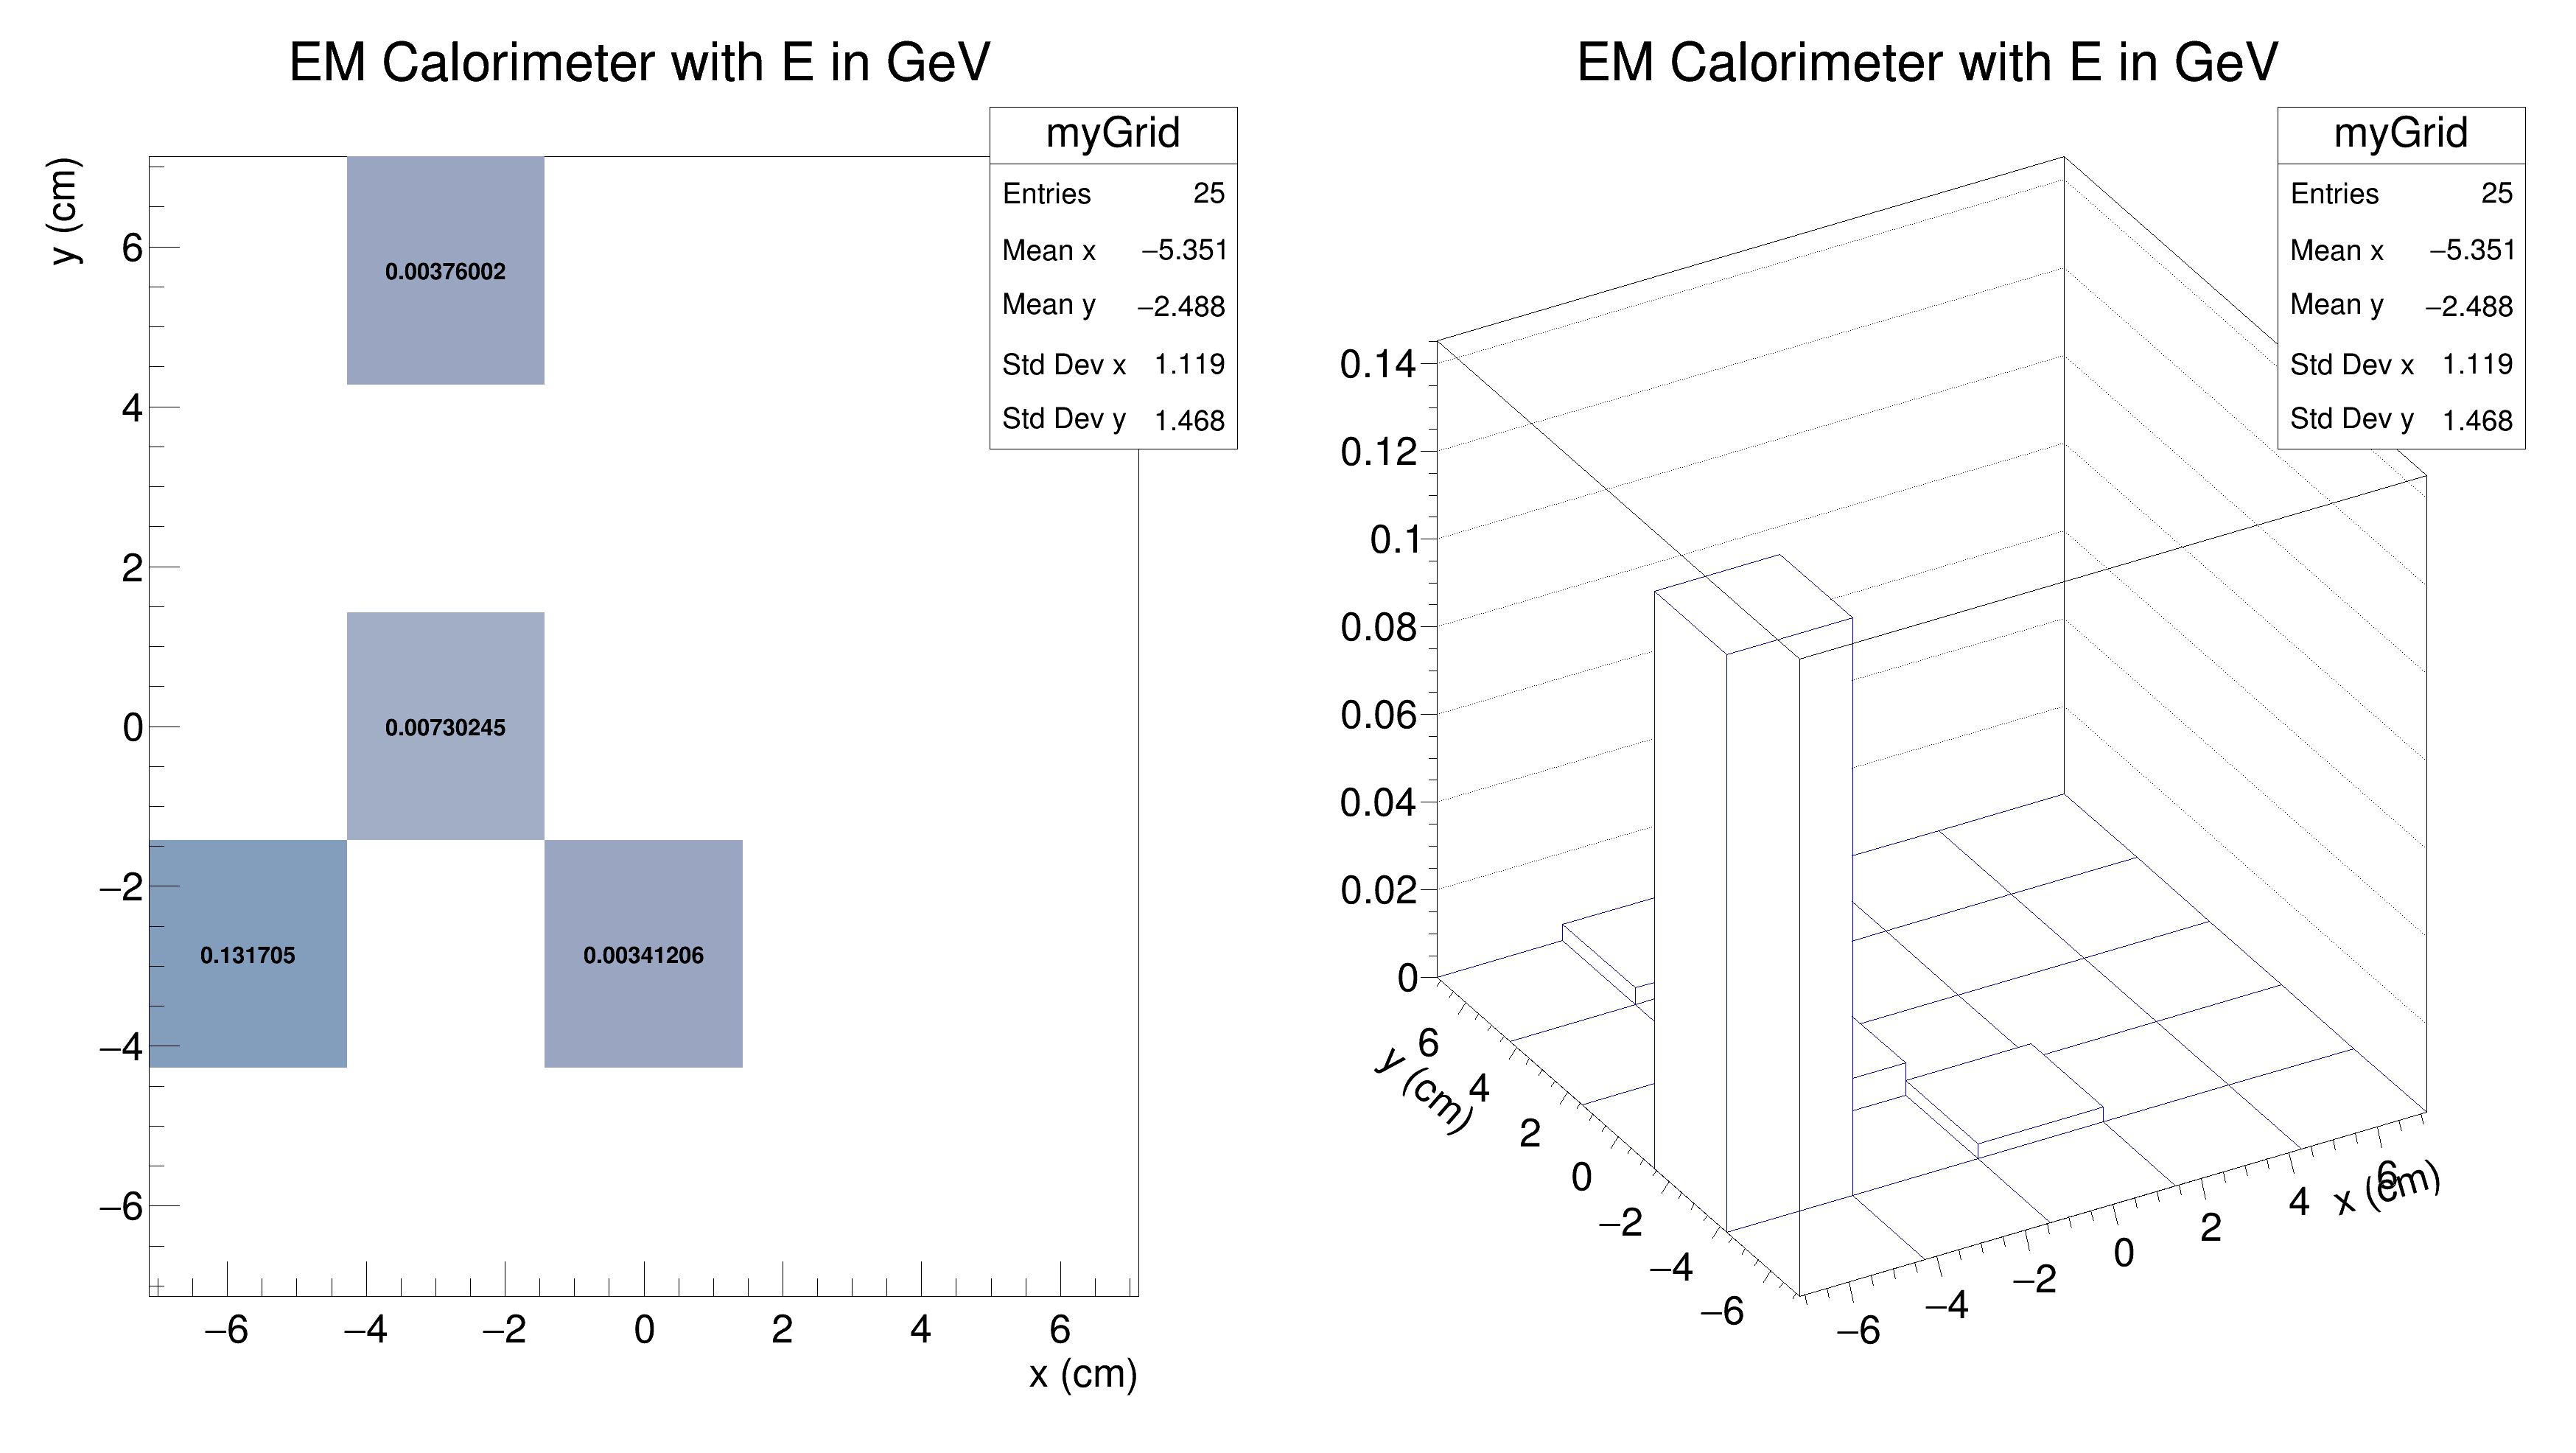 EM Calorimeter with E in GeV
myGrid
Entries 25
Mean x −5.351
Mean y −2.488
Std Dev x 1.119
Std Dev y 1.468
y (cm)
6
4
2
0
−2
−4
−6
0.00376002
0.00730245
0.131705
0.00341206
−6 −4 −2 0 2 4 6
x (cm)
EM Calorimeter with E in GeV
myGrid
Entries 25
Mean x −5.351
Mean y −2.488
Std Dev x 1.119
Std Dev y 1.468
0.14
0.12
0.1
0.08
0.06
0.04
0.02
0
y (cm)
6
4
2
0
−2
−4
−6
−6 −4 −2 0 2 4 6
x (cm)